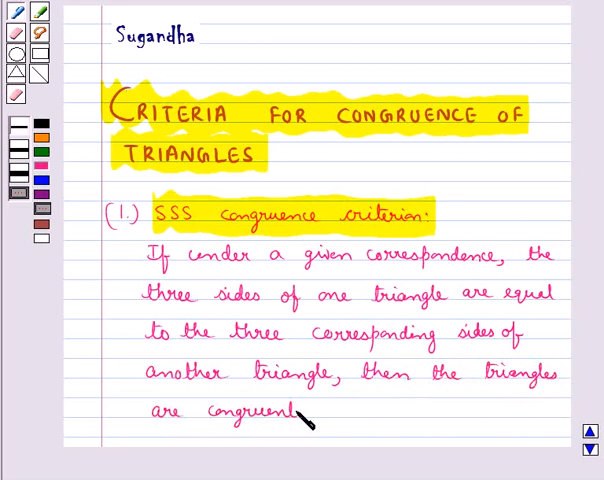 Sugandha
CRITERIA FOR CONGRUENCE OF
TRIANGLES
(1.) SSS congruence criterion:
If under a given correspondence, the
three sides of one triangle are equal
to the three corresponding sides of
another triangle, then the triangles
are congruent